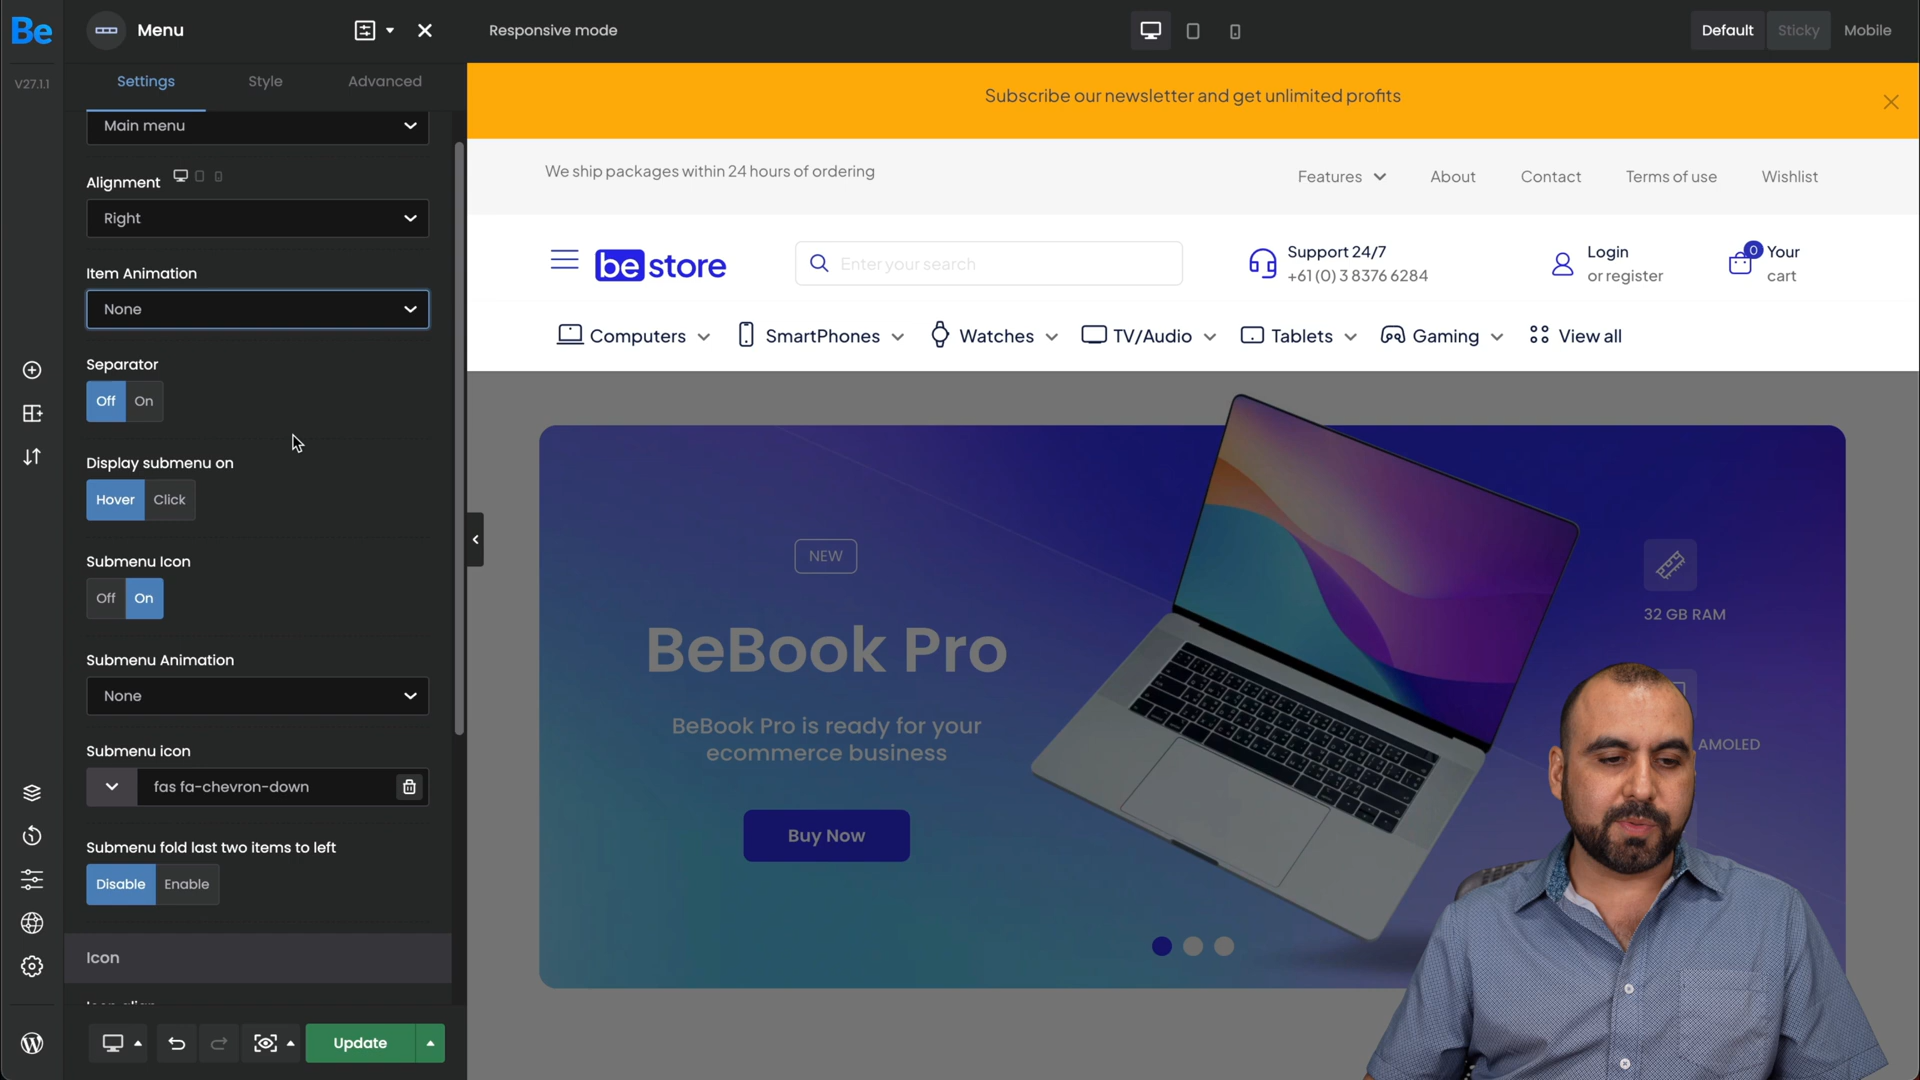 Be
Menu
Responsive mode
Default
Sticky
Mobile
V27.1.1
Settings
Style
Advanced
Main menu
Alignment
Right
Item Animation
None
Separator
Off
On
Display submenu on
Hover
Click
Submenu Icon
Off
On
Submenu Animation
None
Submenu icon
fas fa-chevron-down
Submenu fold last two items to left
Disable
Enable
Icon
Icon align
Update
Subscribe our newsletter and get unlimited profits
We ship packages within 24 hours of ordering
Features
About
Contact
Terms of use
Wishlist
be store
Enter your search
Support 24/7
+61 (0) 3 8376 6284
Login
or register
0
Your
cart
Computers
SmartPhones
Watches
TV/Audio
Tablets
Gaming
View all
NEW
BeBook Pro
BeBook Pro is ready for your
ecommerce business
Buy Now
32 GB RAM
AMOLED